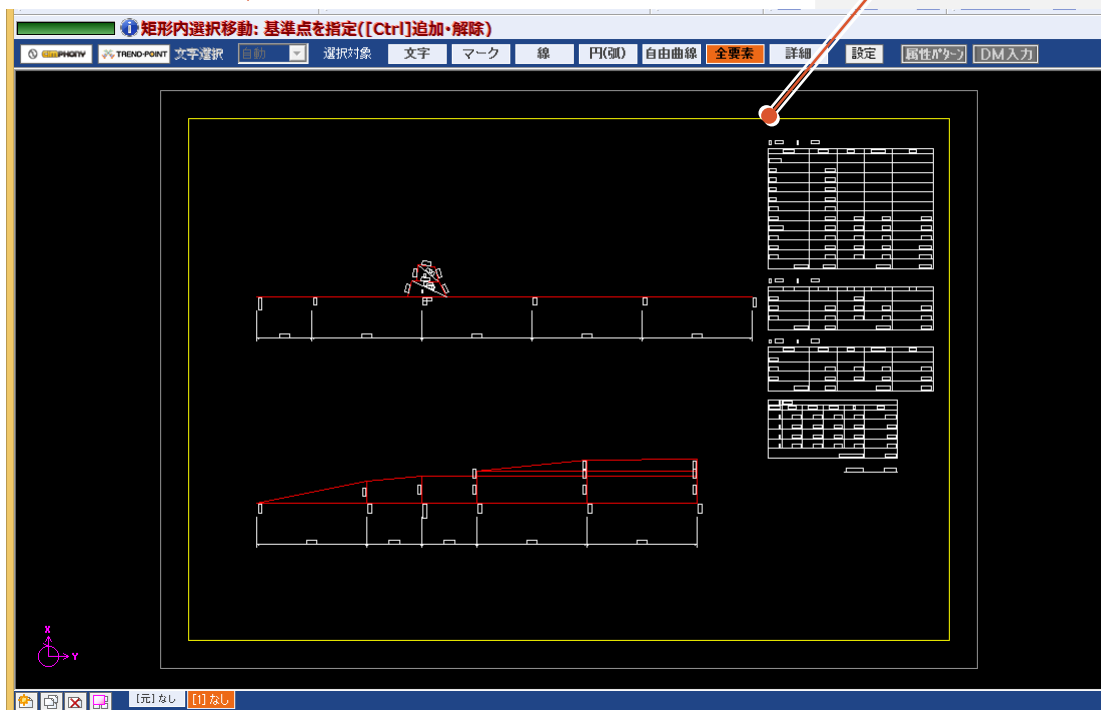 矩形内選択移動: 基準点を指定([Ctrl]追加・解除)
SiTEPHONY TREND-POINT 文字選択 自動 選択対象 文字 マーク 線 円(弧) 自由曲線 全要素 詳細 設定 属性パターン DM入力
X
Y
[元]なし [1]なし